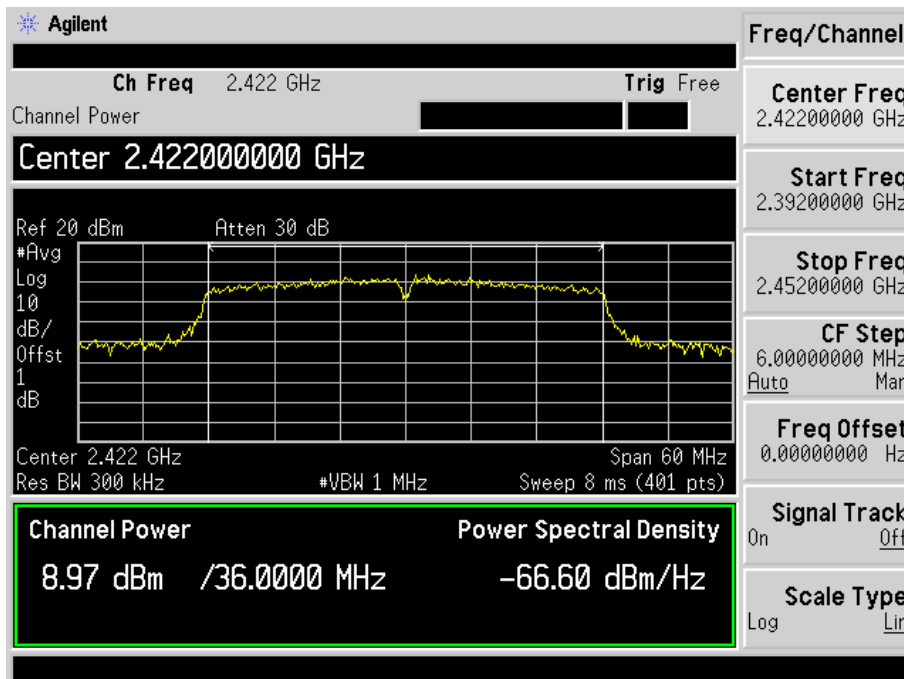 Agilent
Ch Freq 2.422 GHz Trig Free
Channel Power
Center 2.422000000 GHz
Ref 20 dBm Atten 30 dB
#Avg
Log
10
dB/
Offst
1
dB
Center 2.422 GHz Span 60 MHz
Res BW 300 kHz #VBW 1 MHz Sweep 8 ms (401 pts)
Channel Power Power Spectral Density
8.97 dBm /36.0000 MHz -66.60 dBm/Hz
Freq/Channel
Center Freq
2.42200000 GHz
Start Freq
2.39200000 GHz
Stop Freq
2.45200000 GHz
CF Step
6.00000000 MHz
Auto Man
Freq Offset
0.00000000 Hz
Signal Track
On Off
Scale Type
Log Lin